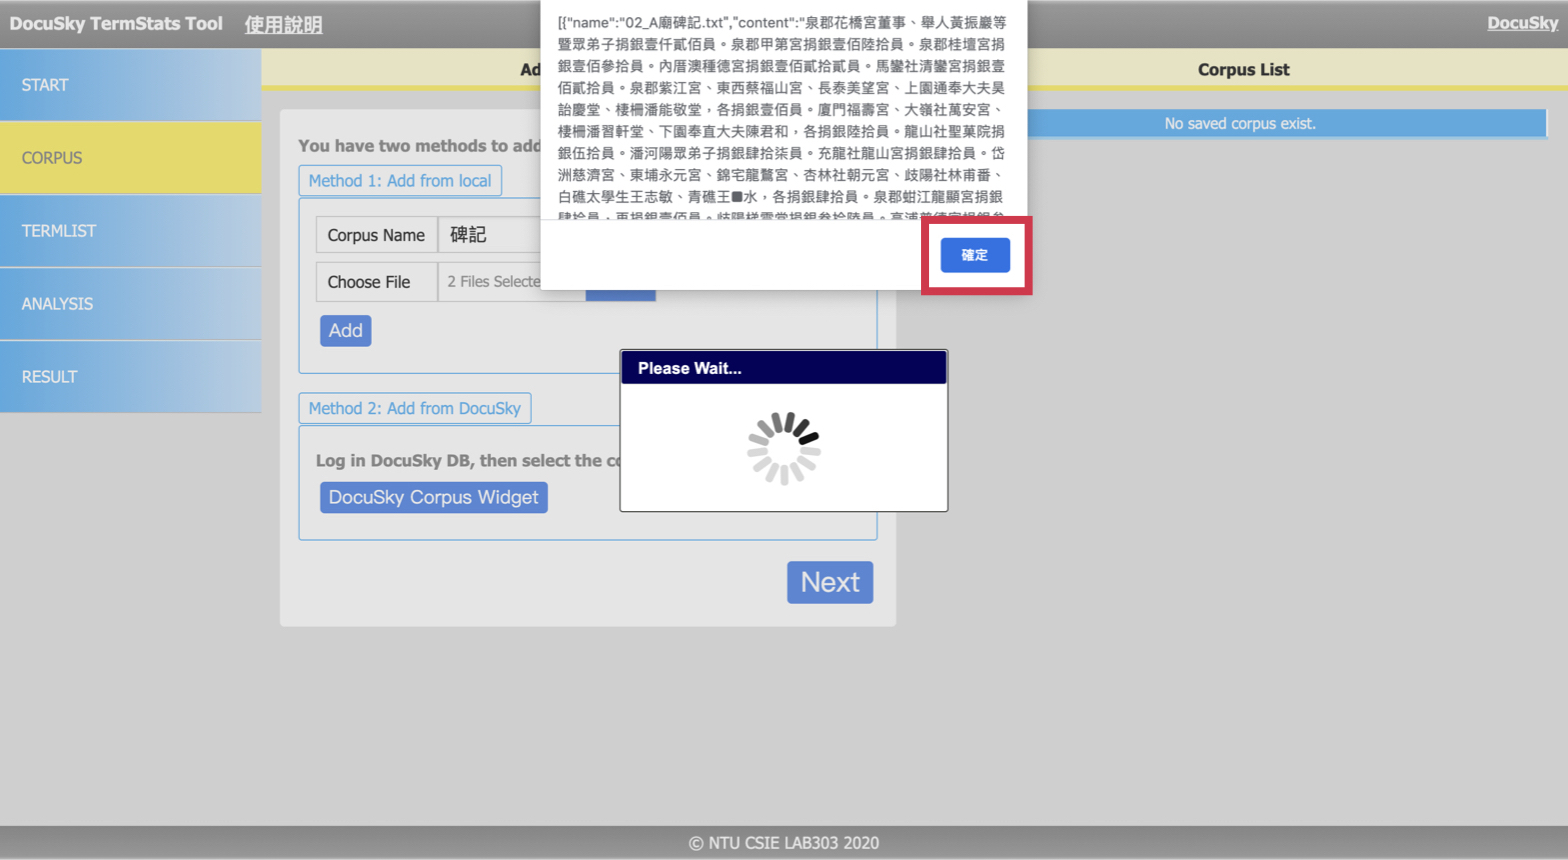 DocuSky TermStats Tool 使用說明
DocuSky
START
CORPUS
TERMLIST
ANALYSIS
RESULT
Ad
Corpus List
No saved corpus exist.
[{"name":"02_A廟碑記.txt","content":"泉郡花橋宮董事、舉人黃振巖等
暨眾弟子捐銀壹仟貳佰員。泉郡甲第宮捐銀壹佰陸拾員。泉郡桂壇宮捐
銀壹佰參拾員。內厝澳種德宮捐銀壹佰貳拾貳員。馬鑾社清鑾宮捐銀壹
佰貳拾員。泉郡紫江宮、東西蔡福山宮、長泰美望宮、上園通奉大夫吳
詒慶堂、棲柵潘能敬堂，各捐銀壹佰員。廈門福壽宮、大嶺社萬安宮、
棲柵潘習軒堂、下園奉直大夫陳君和，各捐銀陸拾員。龍山社聖菓院捐
銀伍拾員。潘河陽眾弟子捐銀肆拾柒員。充龍社龍山宮捐銀肆拾員。岱
洲慈濟宮、東埔永元宮、錦宅龍鷲宮、杏林社朝元宮、歧陽社林甫番、
白礁太學生王志敏、青礁王■水，各捐銀肆拾員。泉郡蚶江龍顯宮捐銀
確定
You have two methods to add
Method 1: Add from local
Corpus Name 碑記
Choose File 2 Files Selecte
Add
Please Wait...
Method 2: Add from DocuSky
Log in DocuSky DB, then select the co
DocuSky Corpus Widget
Next
© NTU CSIE LAB303 2020